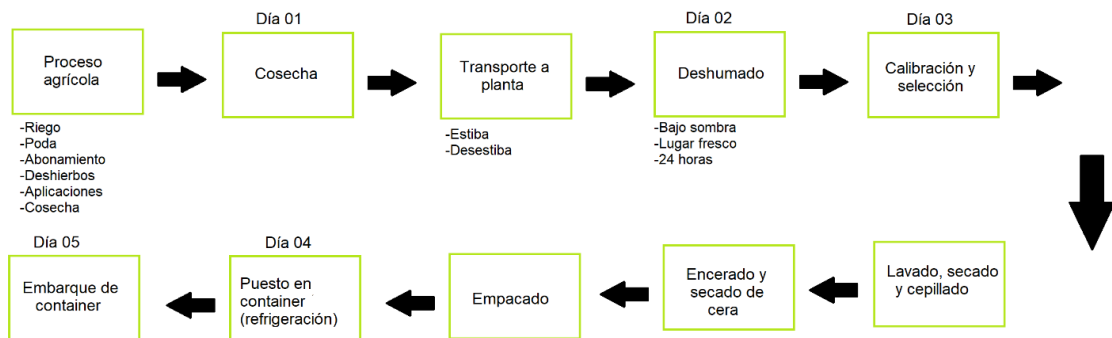 Día 01
Día 02
Día 03
Proceso
agrícola
Cosecha
Transporte a
planta
Deshumado
Calibración y
selección
-Riego
-Poda
-Abonamiento
-Deshierbos
-Aplicaciones
-Cosecha
-Estiba
-Desestiba
-Bajo sombra
-Lugar fresco
-24 horas
Día 05
Día 04
Embarque de
container
Puesto en
container
(refrigeración)
Empacado
Encerado y
secado de
cera
Lavado, secado
y cepillado